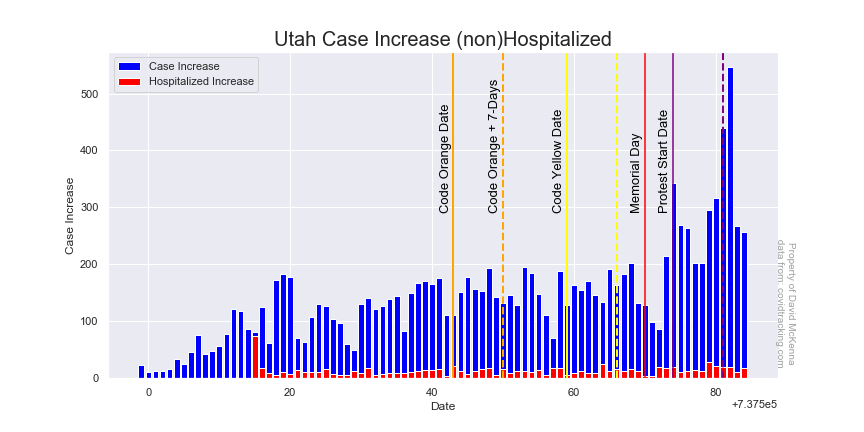 Utah Case Increase (non)Hospitalized
Case Increase
Hospitalized Increase
Code Orange Date
Code Orange + 7-Days
Code Yellow Date
Memorial Day
Protest Start Date
Case Increase
500
400
300
200
100
0
0
20
40
60
80
+7.375e5
Date
Property of David McKenna
data from: covidtracking.com